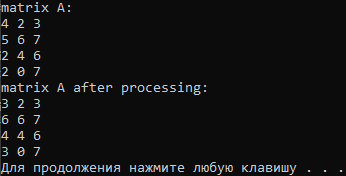 matrix A:
4 2 3
5 6 7
2 4 6
2 0 7
matrix A after processing:
3 2 3
6 6 7
4 4 6
3 0 7
Для продолжения нажмите любую клавишу . . .